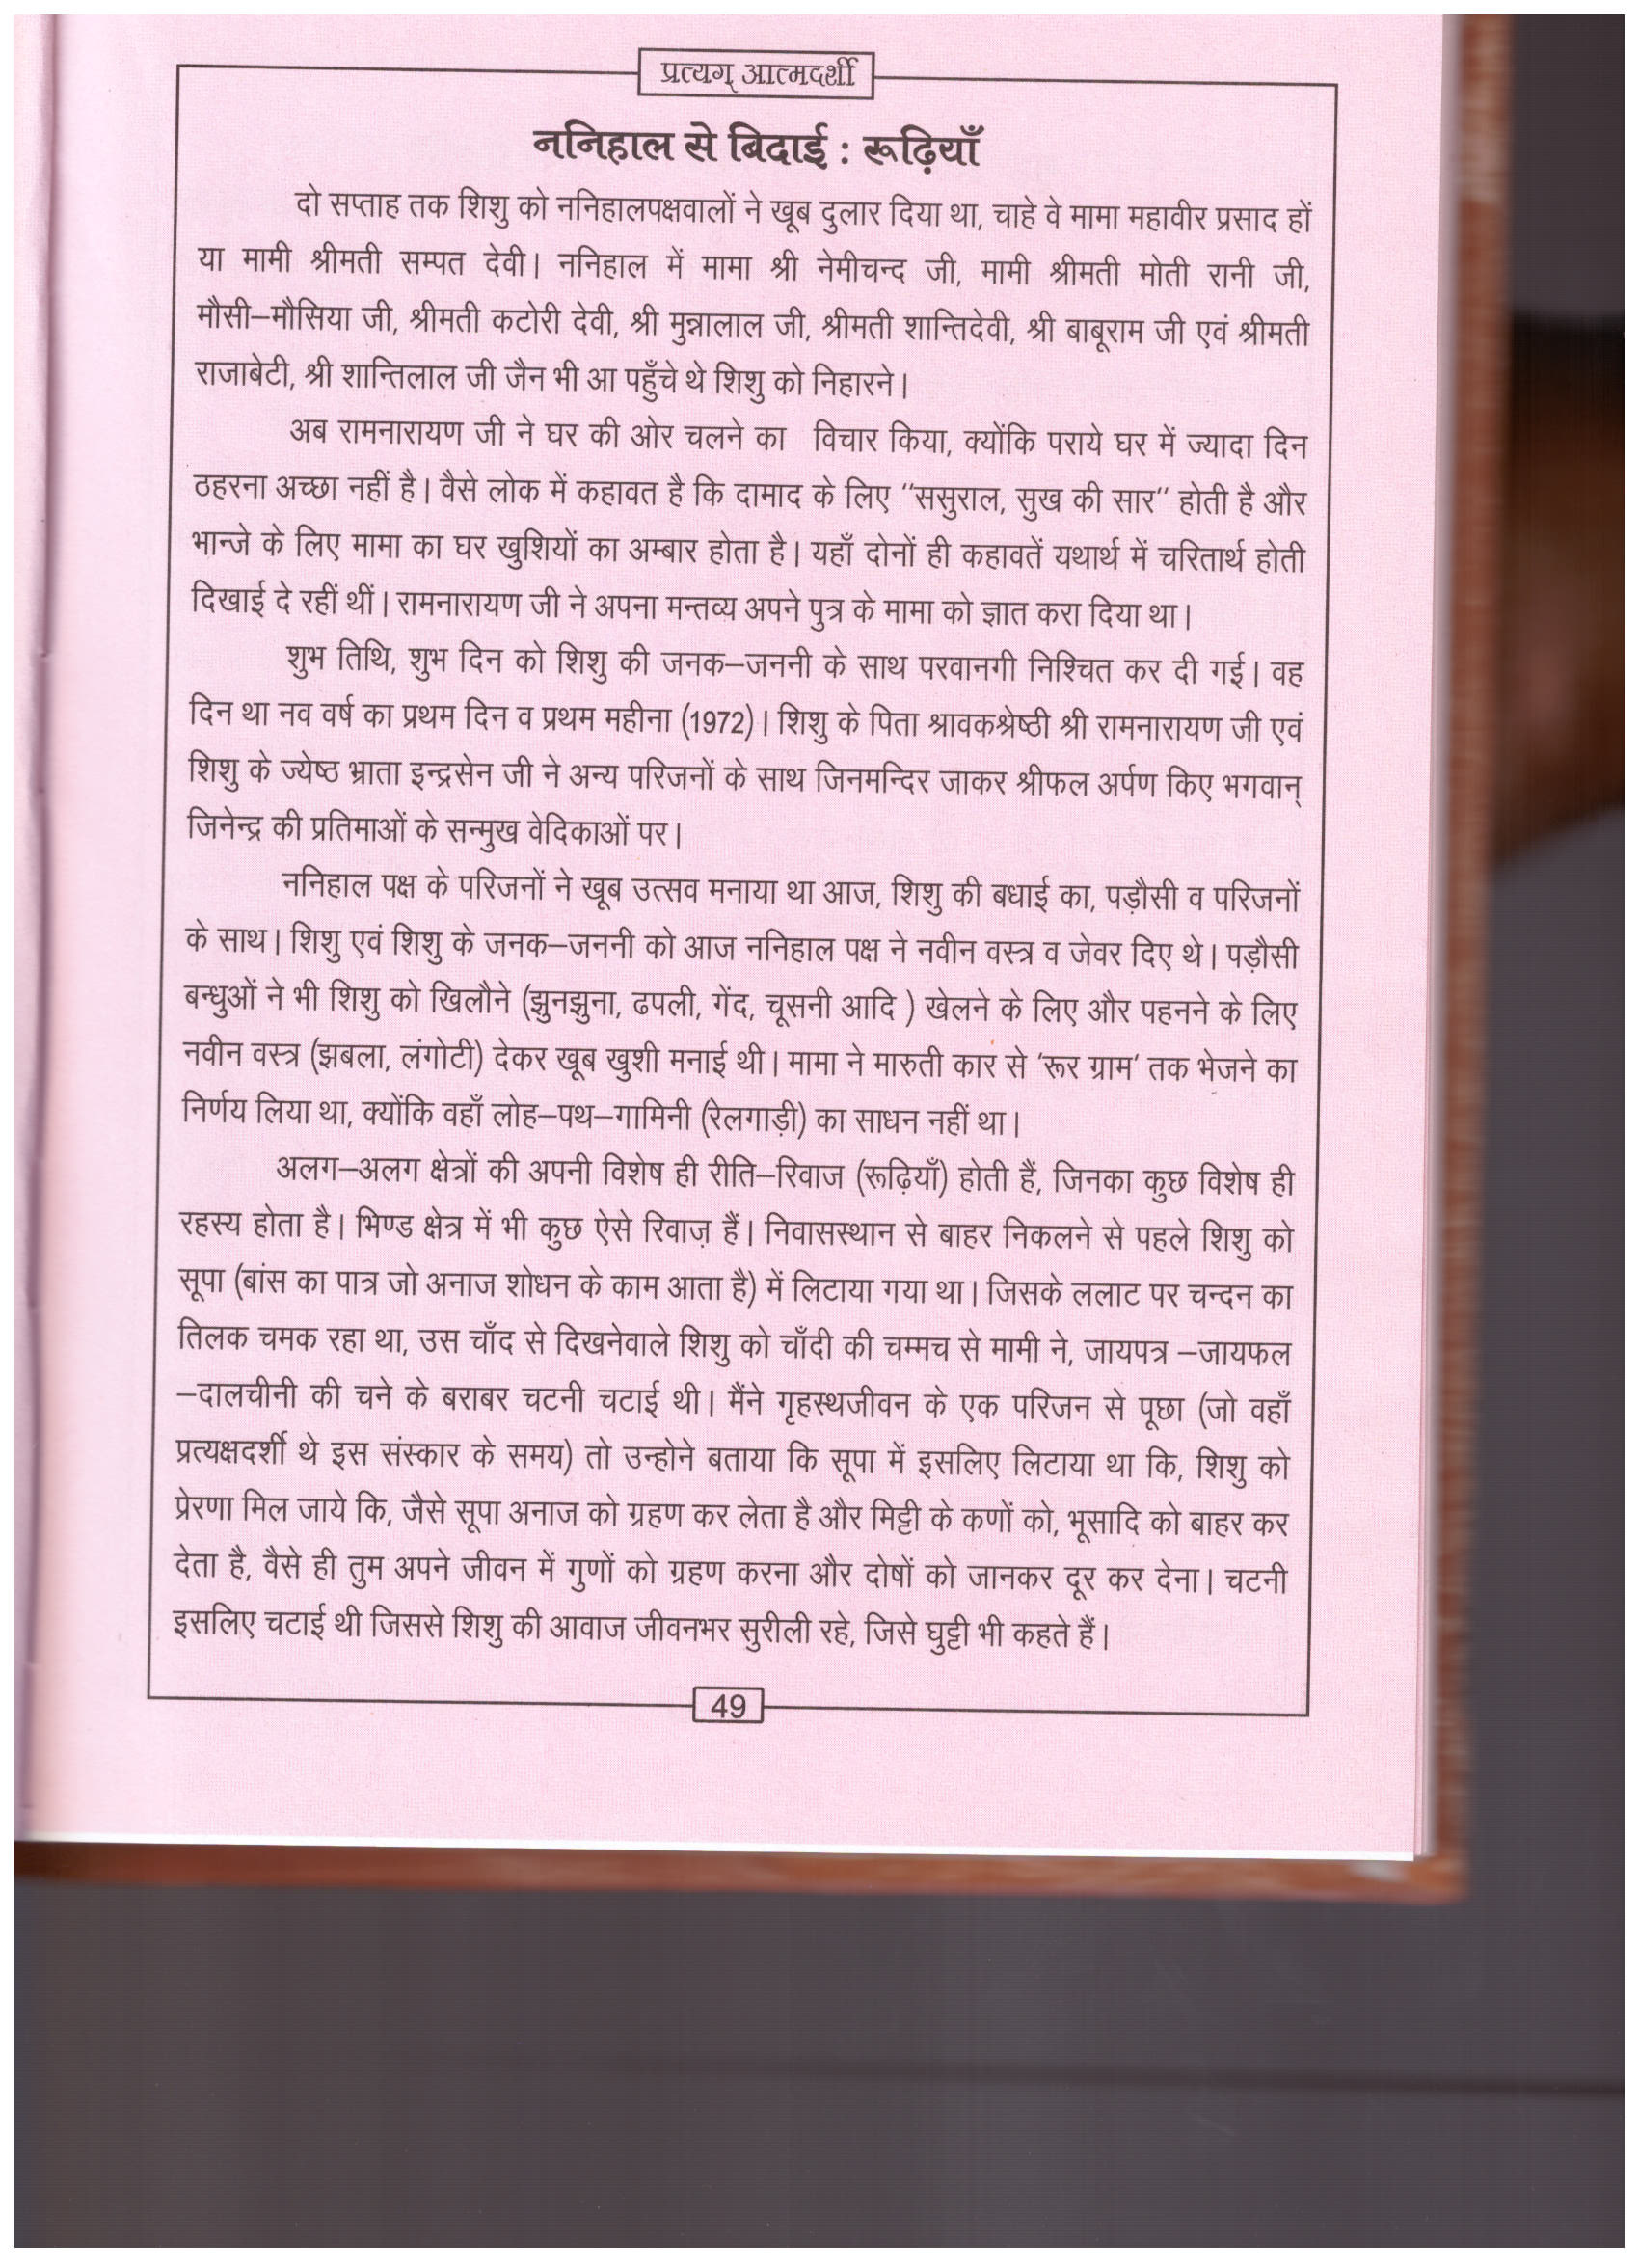 प्रत्यग् आत्मदर्शी
ननिहाल से बिदाई : रूढ़ियाँ
दो सप्ताह तक शिशु को ननिहालपक्षवालों ने खूब दुलार दिया था, चाहे वे मामा महावीर प्रसाद हों
या मामी श्रीमती सम्पत देवी। ननिहाल में मामा श्री नेमीचन्द जी, मामी श्रीमती मोती रानी जी,
मौसी–मौसिया जी, श्रीमती कटोरी देवी, श्री मुन्नालाल जी, श्रीमती शान्तिदेवी, श्री बाबूराम जी एवं श्रीमती
राजाबेटी, श्री शान्तिलाल जी जैन भी आ पहुँचे थे शिशु को निहारने।
अब रामनारायण जी ने घर की ओर चलने का विचार किया, क्योंकि पराये घर में ज्यादा दिन
ठहरना अच्छा नहीं है। वैसे लोक में कहावत है कि दामाद के लिए “ससुराल, सुख की सार” होती है और
भान्जे के लिए मामा का घर खुशियों का अम्बार होता है। यहाँ दोनों ही कहावतें यथार्थ में चरितार्थ होती
दिखाई दे रहीं थीं। रामनारायण जी ने अपना मन्तव्य अपने पुत्र के मामा को ज्ञात करा दिया था।
शुभ तिथि, शुभ दिन को शिशु की जनक–जननी के साथ परवानगी निश्चित कर दी गई। वह
दिन था नव वर्ष का प्रथम दिन व प्रथम महीना (1972)। शिशु के पिता श्रावकश्रेष्ठी श्री रामनारायण जी एवं
शिशु के ज्येष्ठ भ्राता इन्द्रसेन जी ने अन्य परिजनों के साथ जिनमन्दिर जाकर श्रीफल अर्पण किए भगवान्
जिनेन्द्र की प्रतिमाओं के सन्मुख वेदिकाओं पर।
ननिहाल पक्ष के परिजनों ने खूब उत्सव मनाया था आज, शिशु की बधाई का, पड़ौसी व परिजनों
के साथ। शिशु एवं शिशु के जनक–जननी को आज ननिहाल पक्ष ने नवीन वस्त्र व जेवर दिए थे। पड़ौसी
बन्धुओं ने भी शिशु को खिलौने (झुनझुना, ढपली, गेंद, चूसनी आदि ) खेलने के लिए और पहनने के लिए
नवीन वस्त्र (झबला, लंगोटी) देकर खूब खुशी मनाई थी। मामा ने मारुती कार से ‘रूर ग्राम’ तक भेजने का
निर्णय लिया था, क्योंकि वहाँ लोह–पथ–गामिनी (रेलगाड़ी) का साधन नहीं था।
अलग–अलग क्षेत्रों की अपनी विशेष ही रीति–रिवाज (रूढ़ियाँ) होती हैं, जिनका कुछ विशेष ही
रहस्य होता है। भिण्ड क्षेत्र में भी कुछ ऐसे रिवाज़ हैं। निवासस्थान से बाहर निकलने से पहले शिशु को
सूपा (बांस का पात्र जो अनाज शोधन के काम आता है) में लिटाया गया था। जिसके ललाट पर चन्दन का
तिलक चमक रहा था, उस चाँद से दिखनेवाले शिशु को चाँदी की चम्मच से मामी ने, जायपत्र –जायफल
–दालचीनी की चने के बराबर चटनी चटाई थी। मैंने गृहस्थजीवन के एक परिजन से पूछा (जो वहाँ
प्रत्यक्षदर्शी थे इस संस्कार के समय) तो उन्होने बताया कि सूपा में इसलिए लिटाया था कि, शिशु को
प्रेरणा मिल जाये कि, जैसे सूपा अनाज को ग्रहण कर लेता है और मिट्टी के कणों को, भूसादि को बाहर कर
देता है, वैसे ही तुम अपने जीवन में गुणों को ग्रहण करना और दोषों को जानकर दूर कर देना। चटनी
इसलिए चटाई थी जिससे शिशु की आवाज जीवनभर सुरीली रहे, जिसे घुट्टी भी कहते हैं।
49